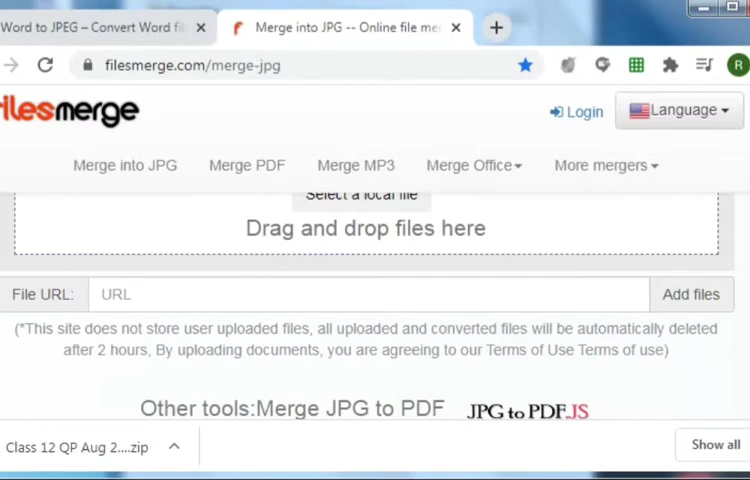 Word to JPEG – Convert Word fil
Merge into JPG -- Online file me
filesmerge.com/merge-jpg
R
filesmerge
Login
Language
Merge into JPG Merge PDF Merge MP3 Merge Office More mergers
Select a local file
Drag and drop files here
File URL: URL Add files
(*This site does not store user uploaded files, all uploaded and converted files will be automatically deleted
after 2 hours, By uploading documents, you are agreeing to our Terms of Use Terms of use)
Other tools:Merge JPG to PDF JPG to PDF.JS
Class 12 QP Aug 2....zip
Show all